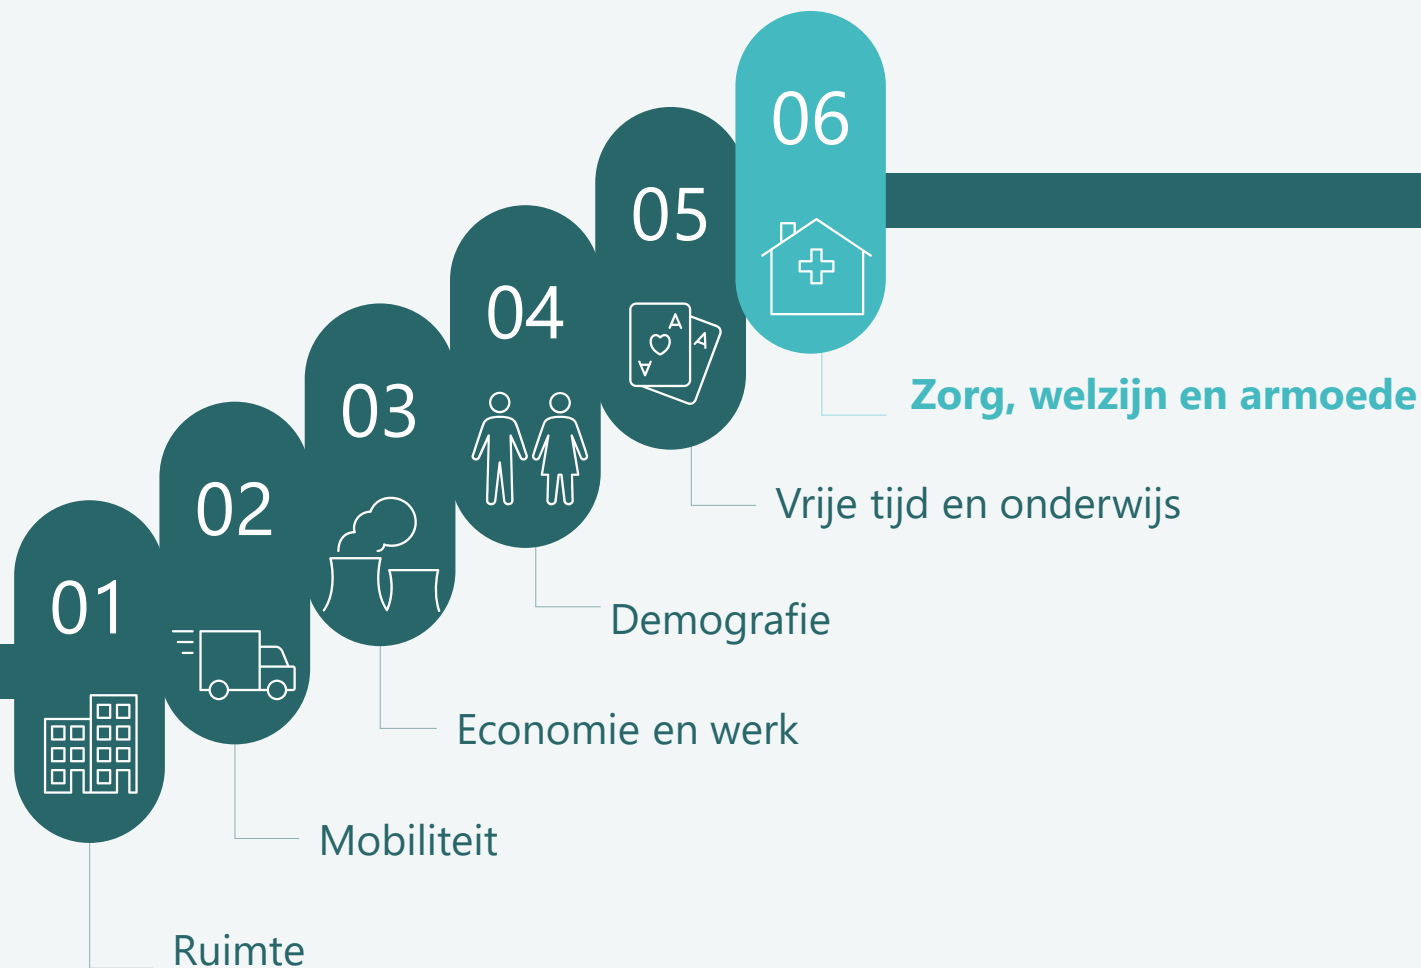 06
05
04
03
02
01
Zorg, welzijn en armoede
Vrije tijd en onderwijs
Demografie
Economie en werk
Mobiliteit
Ruimte
A
A
A